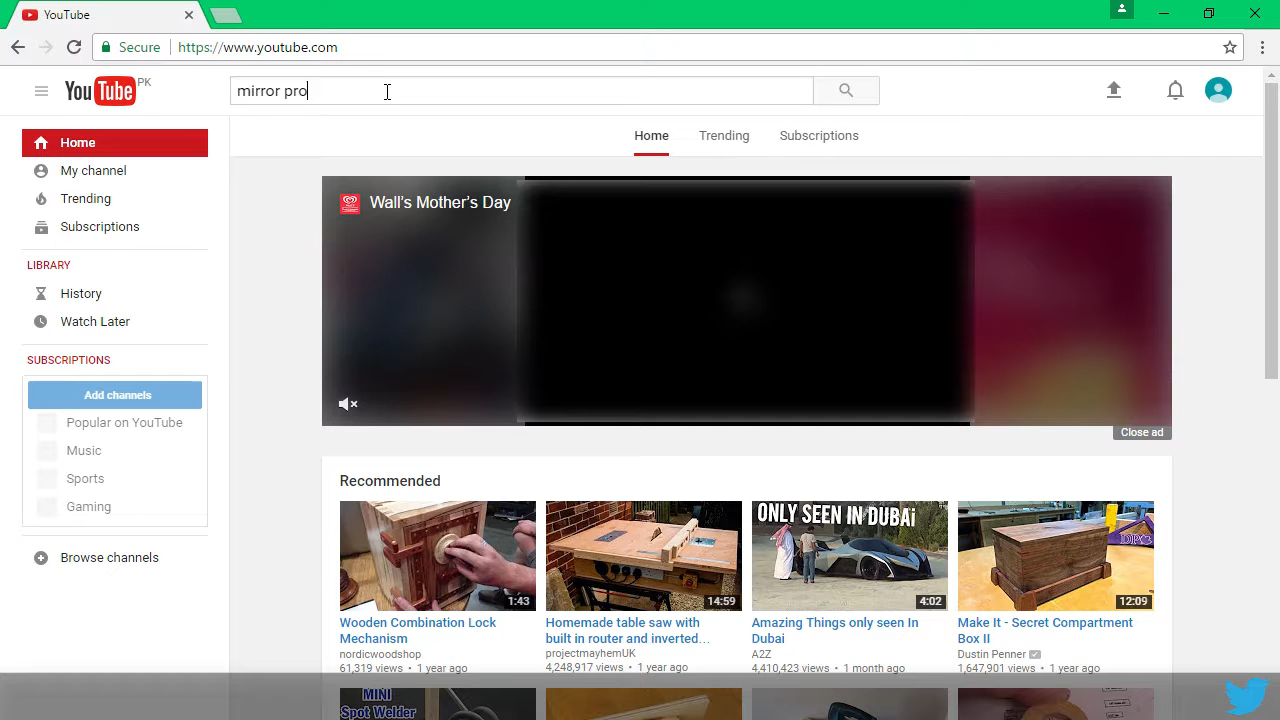 YouTube
Secure
https://www.youtube.com
YouTube PK
mirror pro
Home
Trending
Subscriptions
Home
My channel
Trending
Subscriptions
LIBRARY
History
Watch Later
SUBSCRIPTIONS
Add channels
Popular on YouTube
Music
Sports
Gaming
Browse channels
Wall's Mother's Day
Close ad
Recommended
1:43
Wooden Combination Lock
Mechanism
nordicwoodshop
61,319 views • 1 year ago
14:59
Homemade table saw with
built in router and inverted...
projectmayhemUK
4,248,917 views • 1 year ago
ONLY SEEN IN DUBAi
4:02
Amazing Things only seen In
Dubai
A2Z
4,410,423 views • 1 month ago
12:09
Make It - Secret Compartment
Box II
Dustin Penner
1,647,901 views • 1 year ago
MINI
Spot Welder